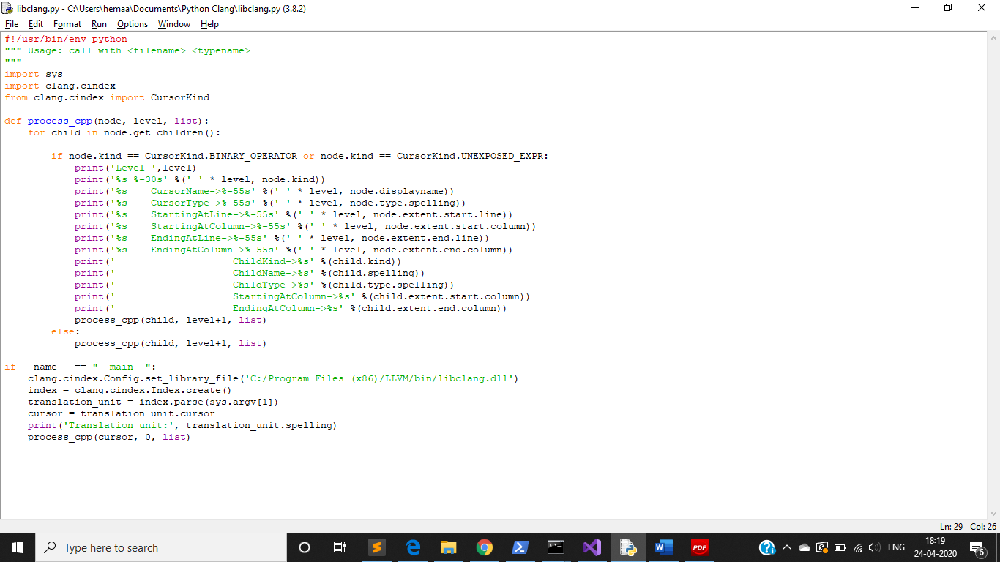 libclang.py - C:\Users\hemaa\Documents\Python Clang\libclang.py (3.8.2)
File Edit Format Run Options Window Help
#!/usr/bin/env python
""" Usage: call with <filename> <typename>
"""
import sys
import clang.cindex
from clang.cindex import CursorKind

def process_cpp(node, level, list):
    for child in node.get_children():

        if node.kind == CursorKind.BINARY_OPERATOR or node.kind == CursorKind.UNEXPOSED_EXPR:
            print('Level ',level)
            print('%s %-30s' %(' ' * level, node.kind))
            print('%s    CursorName->%-55s' %(' ' * level, node.displayname))
            print('%s    CursorType->%-55s' %(' ' * level, node.type.spelling))
            print('%s    StartingAtLine->%-55s' %(' ' * level, node.extent.start.line))
            print('%s    StartingAtColumn->%-55s' %(' ' * level, node.extent.start.column))
            print('%s    EndingAtLine->%-55s' %(' ' * level, node.extent.end.line))
            print('%s    EndingAtColumn->%-55s' %(' ' * level, node.extent.end.column))
            print('                    ChildKind->%s' %(child.kind))
            print('                    ChildName->%s' %(child.spelling))
            print('                    ChildType->%s' %(child.type.spelling))
            print('                    StartingAtColumn->%s' %(child.extent.start.column))
            print('                    EndingAtColumn->%s' %(child.extent.end.column))
            process_cpp(child, level+1, list)
        else:
            process_cpp(child, level+1, list)

if __name__ == "__main__":
    clang.cindex.Config.set_library_file('C:/Program Files (x86)/LLVM/bin/libclang.dll')
    index = clang.cindex.Index.create()
    translation_unit = index.parse(sys.argv[1])
    cursor = translation_unit.cursor
    print('Translation unit:', translation_unit.spelling)
    process_cpp(cursor, 0, list)
Ln: 29 Col: 26
Type here to search
PDF
ENG
18:19
24-04-2020
6